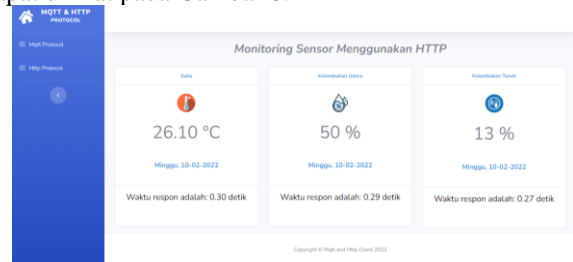 MQTT & HTTP
PROTOCOL
Mqtt Protocol
Http Protocol
Monitoring Sensor Menggunakan HTTP
Suhu
26.10 °C
Minggu, 10-02-2022
Waktu respon adalah: 0.30 detik
Kelembaban Udara
50 %
Minggu, 10-02-2022
Waktu respon adalah: 0.29 detik
Kelembaban Tanah
13 %
Minggu, 10-02-2022
Waktu respon adalah: 0.27 detik
Copyright © Mqtt and Http Client 2022